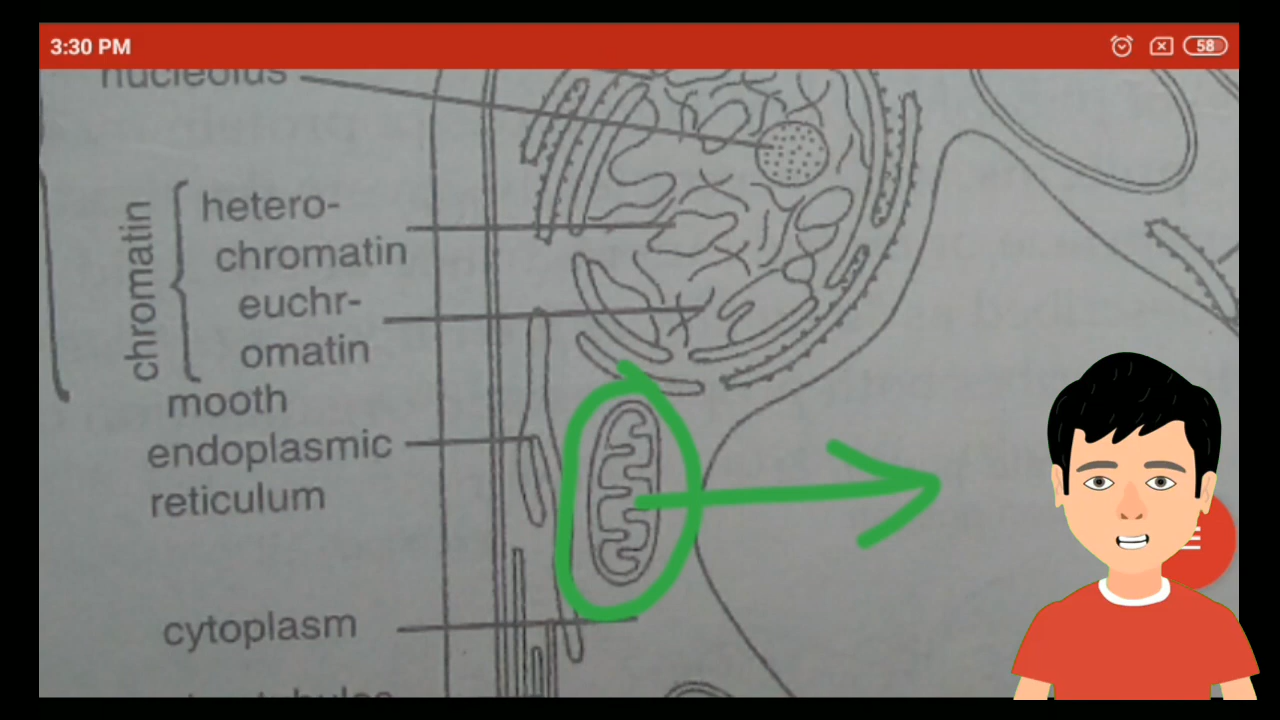 3:30 PM
58
nucleolus
chromatin
hetero-
chromatin
euchr-
omatin
mooth
endoplasmic
reticulum
cytoplasm